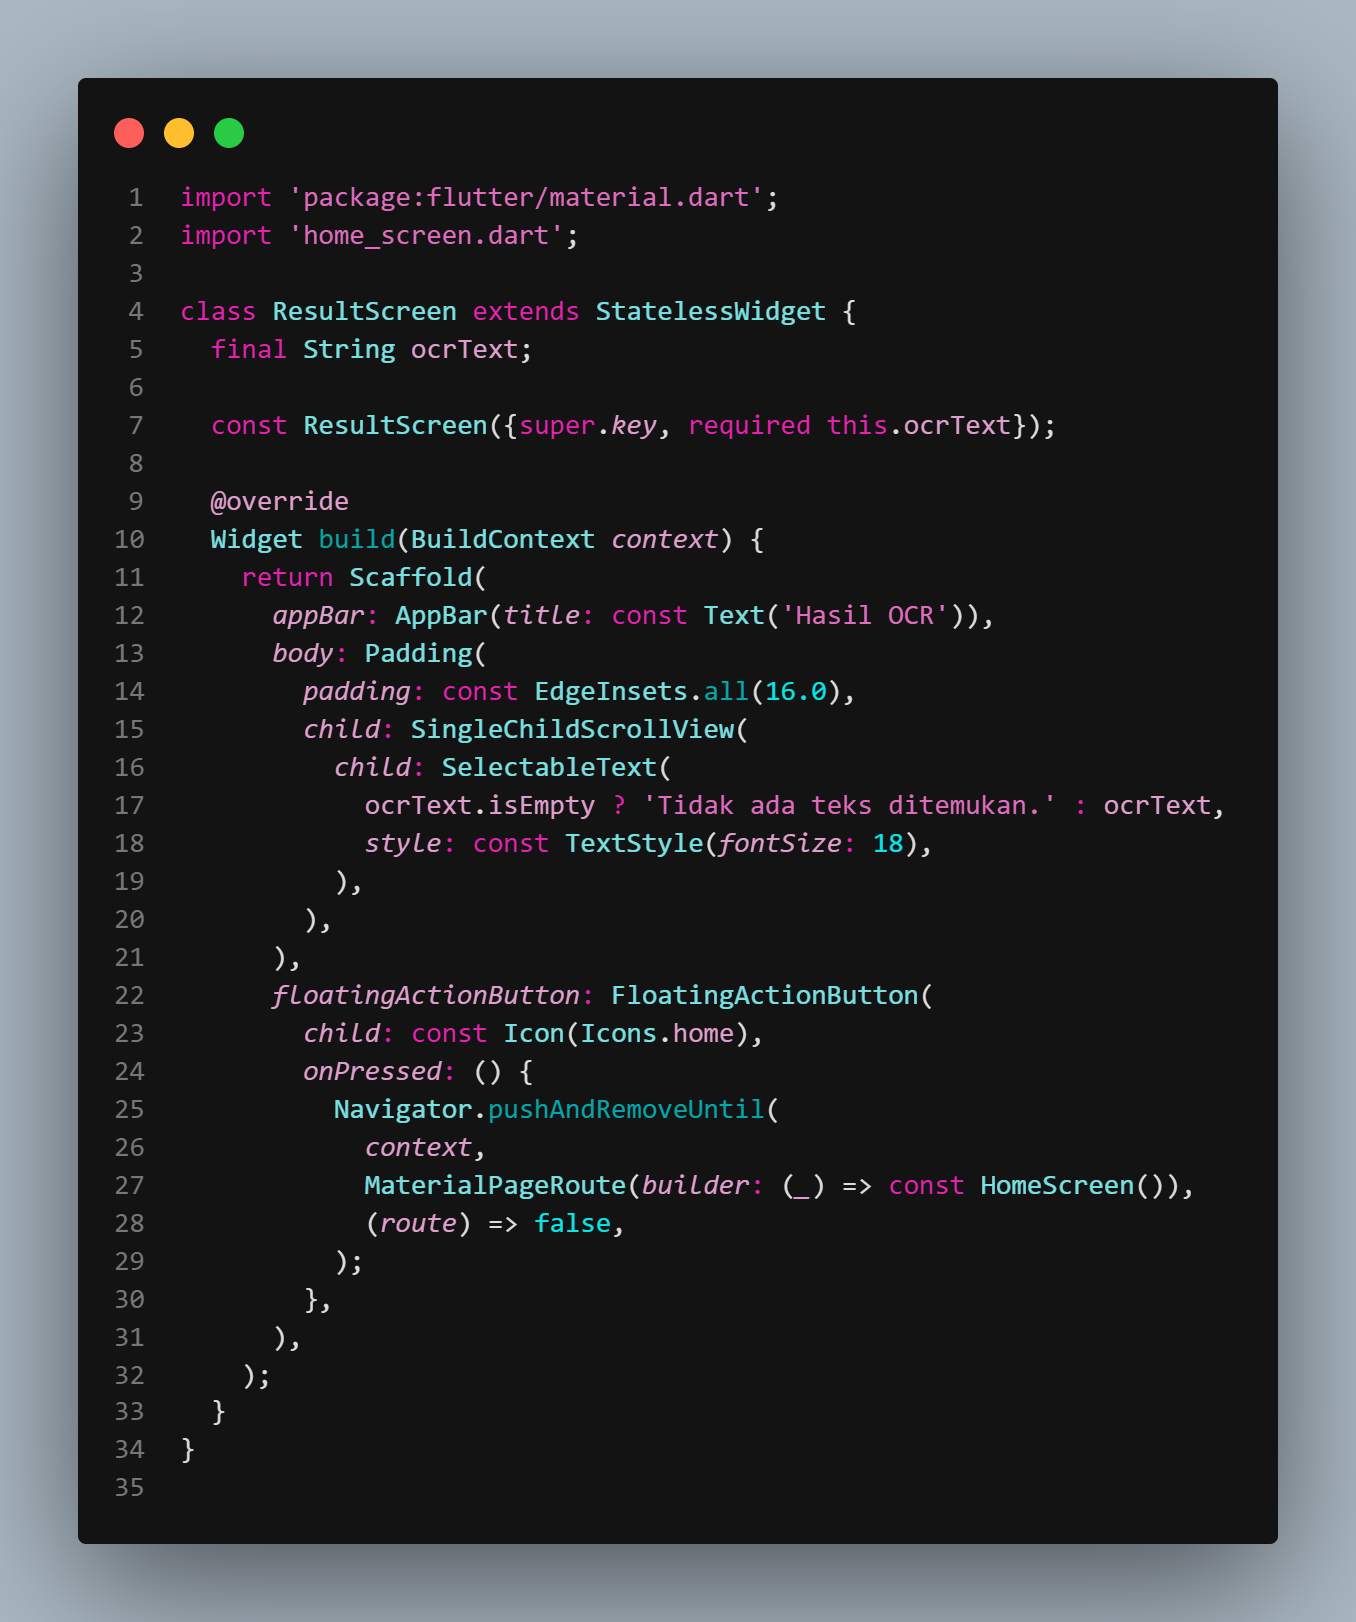 1 import 'package:flutter/material.dart';
2 import 'home_screen.dart';
3
4 class ResultScreen extends StatelessWidget {
5   final String ocrText;
6
7   const ResultScreen({super.key, required this.ocrText});
8
9   @override
10   Widget build(BuildContext context) {
11     return Scaffold(
12       appBar: AppBar(title: const Text('Hasil OCR')),
13       body: Padding(
14         padding: const EdgeInsets.all(16.0),
15         child: SingleChildScrollView(
16           child: SelectableText(
17             ocrText.isEmpty ? 'Tidak ada teks ditemukan.' : ocrText,
18             style: const TextStyle(fontSize: 18),
19           ),
20         ),
21       ),
22       floatingActionButton: FloatingActionButton(
23         child: const Icon(Icons.home),
24         onPressed: () {
25           Navigator.pushAndRemoveUntil(
26             context,
27             MaterialPageRoute(builder: (_) => const HomeScreen()),
28             (route) => false,
29           );
30         },
31       ),
32     );
33   }
34 }
35